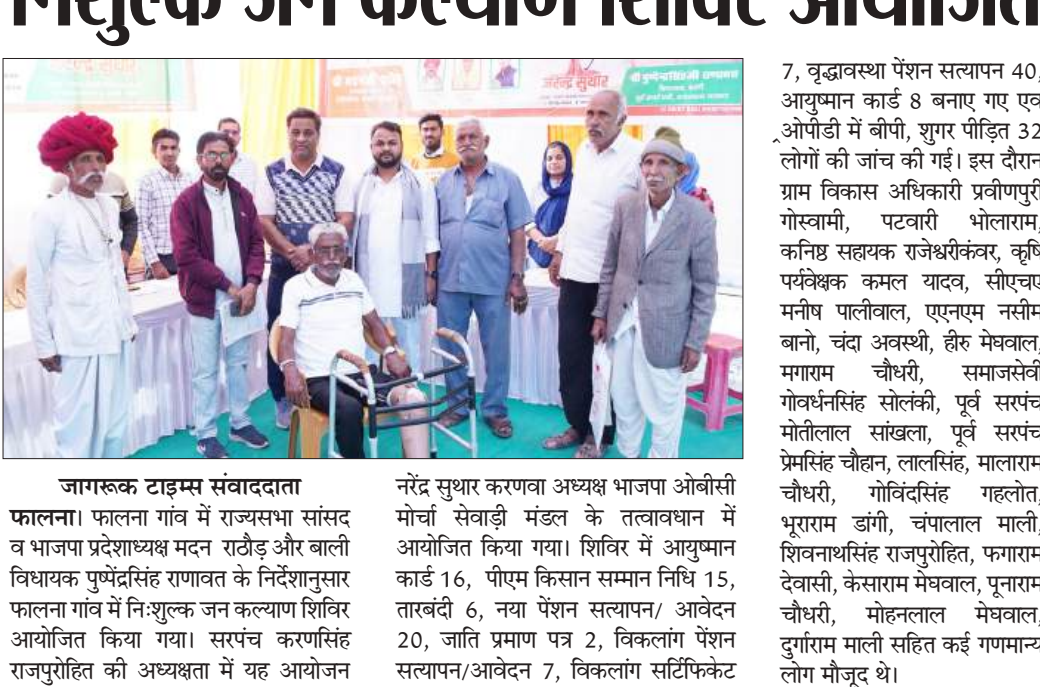 निशुल्क जन कल्याण शिविर आयोजित
नरेन्द्र सुथार
जागरूक टाइम्स संवाददाता
फालना। फालना गांव में राज्यसभा सांसद
व भाजपा प्रदेशाध्यक्ष मदन राठौड़ और बाली
विधायक पुष्पेंद्रसिंह राणावत के निर्देशानुसार
फालना गांव में निःशुल्क जन कल्याण शिविर
आयोजित किया गया। सरपंच करणसिंह
राजपुरोहित की अध्यक्षता में यह आयोजन
नरेंद्र सुथार करणवा अध्यक्ष भाजपा ओबीसी
मोर्चा सेवाड़ी मंडल के तत्वावधान में
आयोजित किया गया। शिविर में आयुष्मान
कार्ड 16, पीएम किसान सम्मान निधि 15,
तारबंदी 6, नया पेंशन सत्यापन/ आवेदन
20, जाति प्रमाण पत्र 2, विकलांग पेंशन
सत्यापन/आवेदन 7, विकलांग सर्टिफिकेट
7, वृद्धावस्था पेंशन सत्यापन 40,
आयुष्मान कार्ड 8 बनाए गए एवं
ओपीडी में बीपी, शुगर पीड़ित 32
लोगों की जांच की गई। इस दौरान
ग्राम विकास अधिकारी प्रवीणपुरी
गोस्वामी, पटवारी भोलाराम,
कनिष्ठ सहायक राजेश्वरीकंवर, कृषि
पर्यवेक्षक कमल यादव, सीएचए
मनीष पालीवाल, एएनएम नसीम
बानो, चंदा अवस्थी, हीरु मेघवाल,
मगाराम चौधरी, समाजसेवी
गोवर्धनसिंह सोलंकी, पूर्व सरपंच
मोतीलाल सांखला, पूर्व सरपंच
प्रेमसिंह चौहान, लालसिंह, मालाराम
चौधरी, गोविंदसिंह गहलोत,
भूराराम डांगी, चंपालाल माली,
शिवनाथसिंह राजपुरोहित, फगाराम
देवासी, केसाराम मेघवाल, पूनाराम
चौधरी, मोहनलाल मेघवाल,
दुर्गाराम माली सहित कई गणमान्य
लोग मौजूद थे।